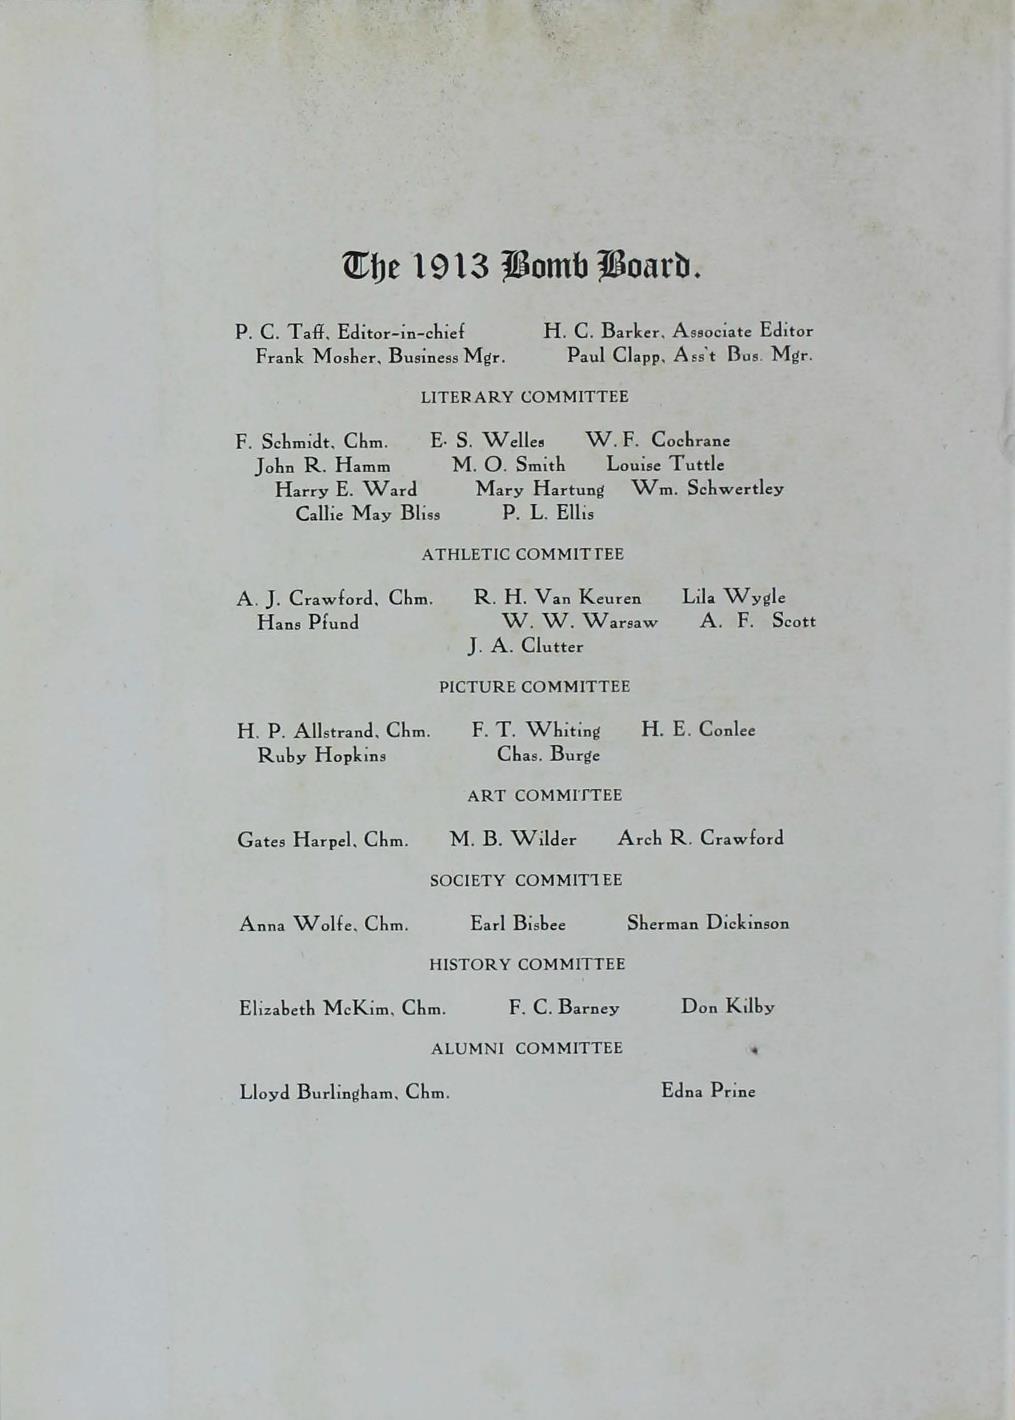 The 1913 Bomb Board.
P. C. Taff, Editor-in-chief H. C. Barker, Associate Editor
Frank Mosher, Business Mgr. Paul Clapp, Ass't Bus. Mgr.
LITERARY COMMITTEE
F. Schmidt, Chm. E. S. Welles W. F. Cochrane
John R. Hamm M. O. Smith Louise Tuttle
Harry E. Ward Mary Hartung Wm. Schwertley
Callie May Bliss P. L. Ellis
ATHLETIC COMMITTEE
A. J. Crawford, Chm. R. H. Van Keuren Lila Wygle
Hans Pfund W. W. Warsaw A. F. Scott
J. A. Clutter
PICTURE COMMITTEE
H. P. Allstrand, Chm. F. T. Whiting H. E. Conlee
Ruby Hopkins Chas. Burge
ART COMMITTEE
Gates Harpel, Chm. M. B. Wilder Arch R. Crawford
SOCIETY COMMITTEE
Anna Wolfe, Chm. Earl Bisbee Sherman Dickinson
HISTORY COMMITTEE
Elizabeth McKim, Chm. F. C. Barney Don Kilby
ALUMNI COMMITTEE
Lloyd Burlingham, Chm. Edna Prine